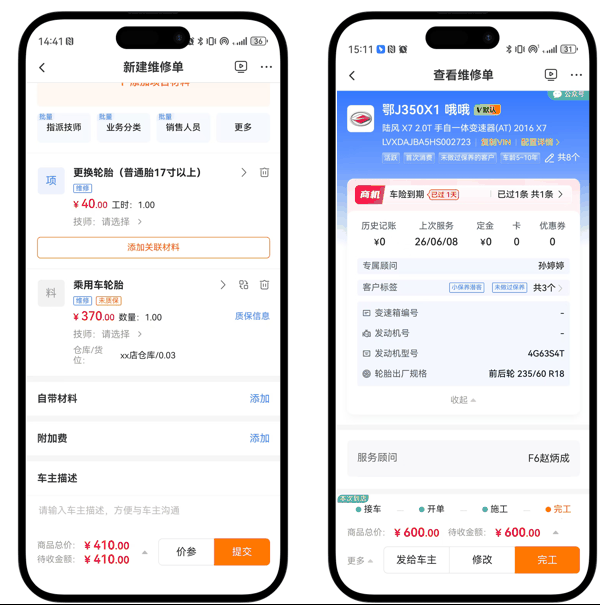 14:41
36
新建维修单
批量
指派技师
批量
业务分类
批量
销售人员
更多
项
更换轮胎（普通胎17寸以上）
维修
¥ 40.00 工时：1.00
技师：请选择
添加关联材料
料
乘用车轮胎
维修 未质保
¥ 370.00 数量：1.00
质保信息
技师：请选择
仓库/货位：
xx店仓库/0.03
自带材料
添加
附加费
添加
车主描述
请输入车主描述，方便与车主沟通
商品总价：¥ 410.00
待收金额：¥ 410.00
价参
提交
15:11
31
查看维修单
公众号
鄂J350X1 哦哦 V默认
陆风 X7 2.0T 手自一体变速器(AT) 2016 X7
LVXDAJBA5HS002723 复制VIN 配置详情
活跃 首次消费 未做过保养的客户 车龄5-10年 共8个
商机 车险到期 已过 1天 已过1条 共1条
历史记账 上次服务 定金 卡 优惠券
¥0 26/06/08 ¥0 0 0
专属顾问 孙婷婷
客户标签 小保养潜客 未做过保养 共3个
变速箱编号 -
发动机号 -
发动机型号 4G63S4T
轮胎出厂规格 前后轮 235/60 R18
收起
服务顾问 F6赵炳成
本次到店
接车 开单 施工 完工
商品总价：¥ 600.00 待收金额：¥ 600.00
更多 发给车主 修改 完工